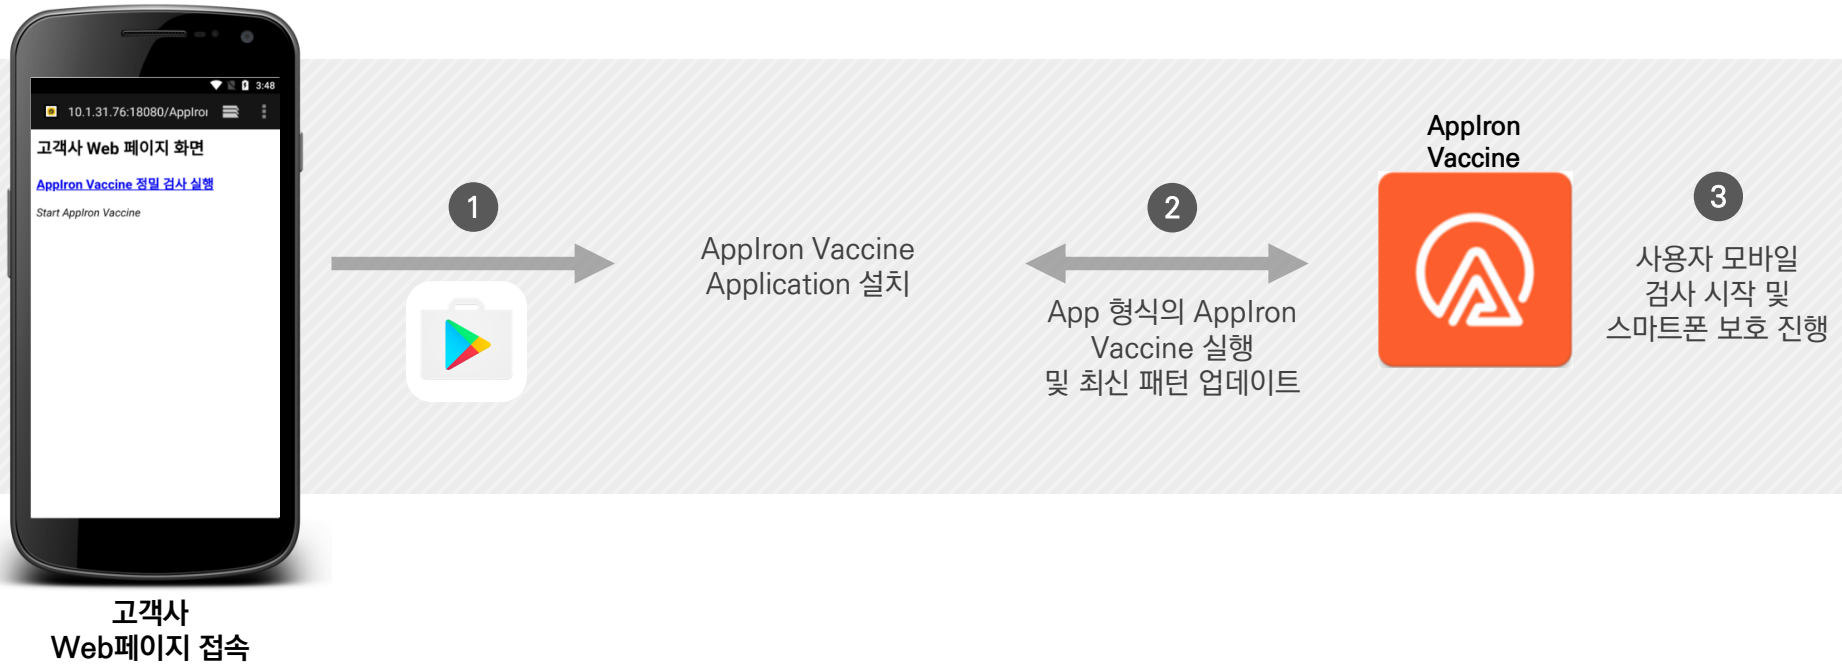 3:48
10.1.31.76:18080/AppIro
고객사 Web 페이지 화면
AppIron Vaccine 정밀 검사 실행
Start AppIron Vaccine
고객사
Web페이지 접속
1
AppIron Vaccine
Application 설치
2
App 형식의 AppIron
Vaccine 실행
및 최신 패턴 업데이트
AppIron
Vaccine
3
사용자 모바일
검사 시작 및
스마트폰 보호 진행